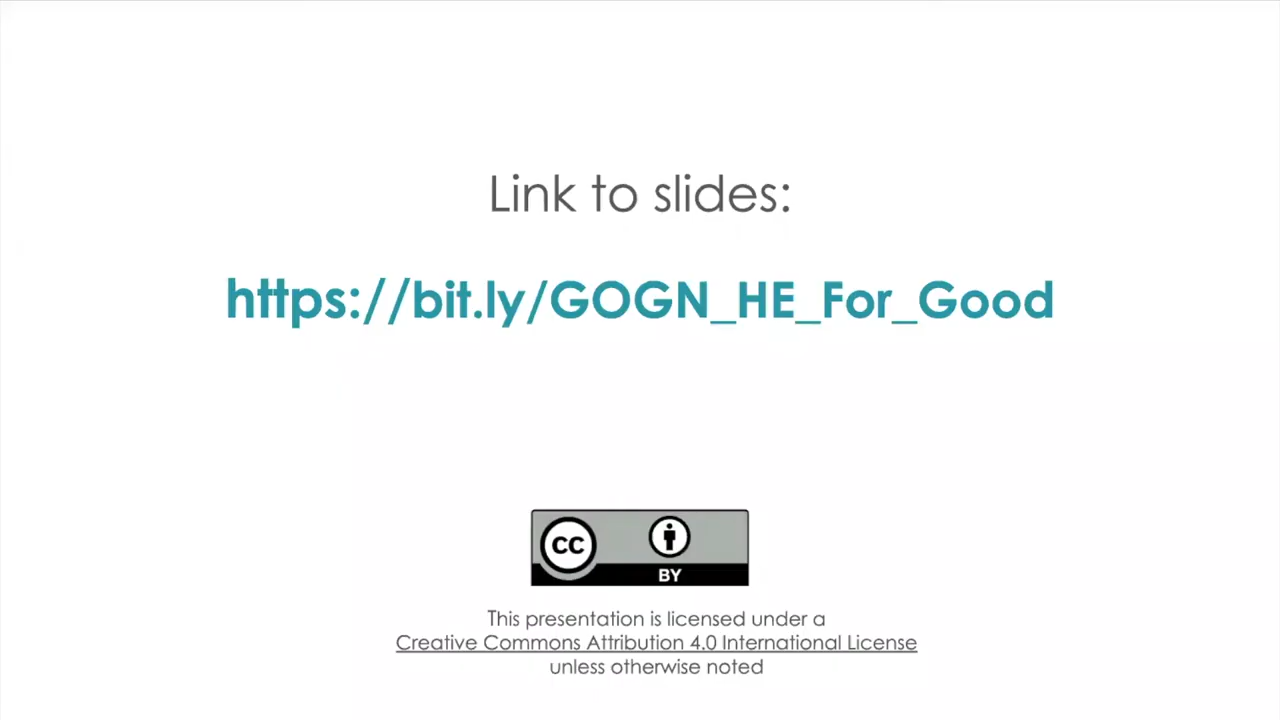 Link to slides:
https://bit.ly/GOGN_HE_For_Good
CC
BY
This presentation is licensed under a
Creative Commons Attribution 4.0 International License
unless otherwise noted